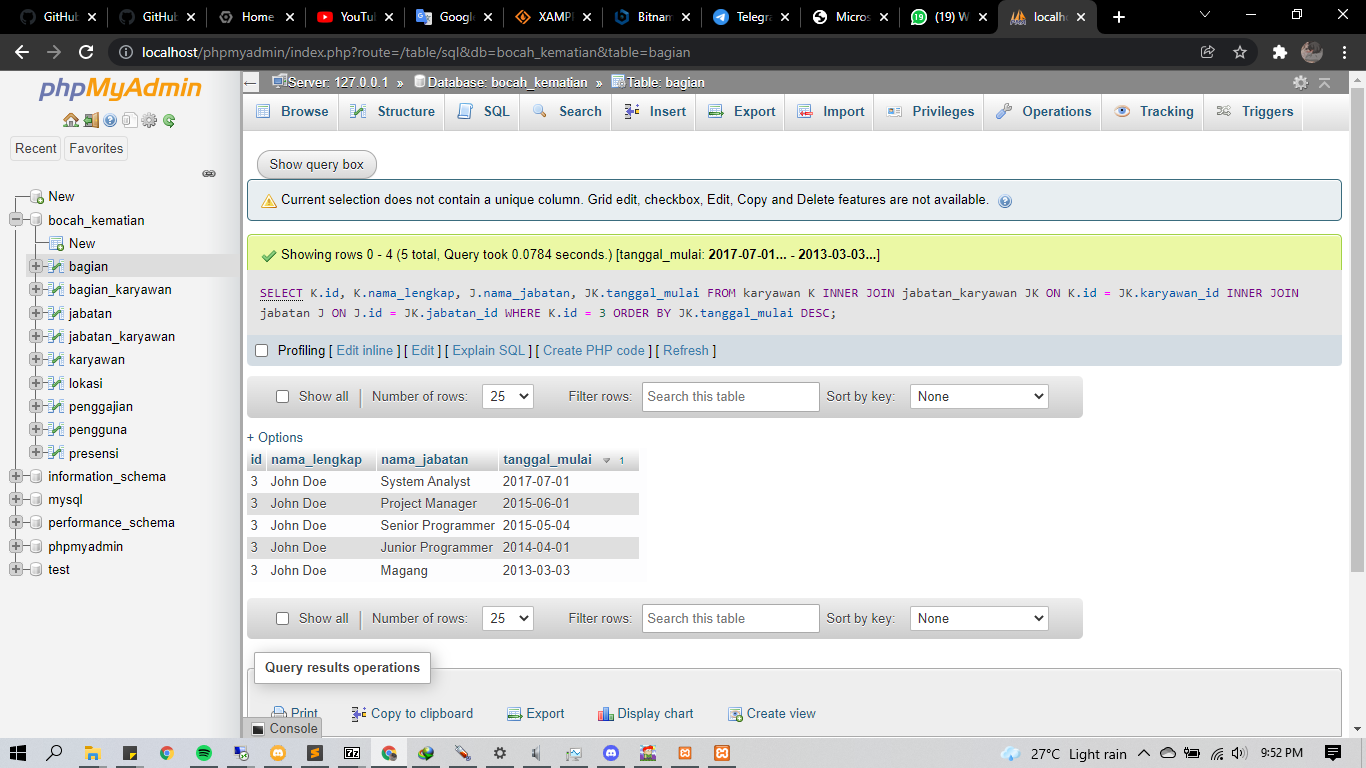 GitHub
GitHub
Home
YouTu
Google
XAMP
Bitnam
Telegra
Micros
(19) W
localh
localhost/phpmyadmin/index.php?route=/table/sql&db=bocah_kematian&table=bagian
phpMyAdmin
Recent
Favorites
New
bocah_kematian
New
bagian
bagian_karyawan
jabatan
jabatan_karyawan
karyawan
lokasi
penggajian
pengguna
presensi
information_schema
mysql
performance_schema
phpmyadmin
test
Server: 127.0.0.1 » Database: bocah_kematian » Table: bagian
Browse
Structure
SQL
Search
Insert
Export
Import
Privileges
Operations
Tracking
Triggers
Show query box
Current selection does not contain a unique column. Grid edit, checkbox, Edit, Copy and Delete features are not available.
Showing rows 0 - 4 (5 total, Query took 0.0784 seconds.) [tanggal_mulai: 2017-07-01... - 2013-03-03...]
SELECT K.id, K.nama_lengkap, J.nama_jabatan, JK.tanggal_mulai FROM karyawan K INNER JOIN jabatan_karyawan JK ON K.id = JK.karyawan_id INNER JOIN
jabatan J ON J.id = JK.jabatan_id WHERE K.id = 3 ORDER BY JK.tanggal_mulai DESC;
Profiling [ Edit inline ] [ Edit ] [ Explain SQL ] [ Create PHP code ] [ Refresh ]
Show all
Number of rows: 25
Filter rows: Search this table
Sort by key: None
+ Options
id nama_lengkap nama_jabatan tanggal_mulai 1
3 John Doe System Analyst 2017-07-01
3 John Doe Project Manager 2015-06-01
3 John Doe Senior Programmer 2015-05-04
3 John Doe Junior Programmer 2014-04-01
3 John Doe Magang 2013-03-03
Show all
Number of rows: 25
Filter rows: Search this table
Sort by key: None
Query results operations
Print
Copy to clipboard
Export
Display chart
Create view
Console
27°C Light rain
9:52 PM